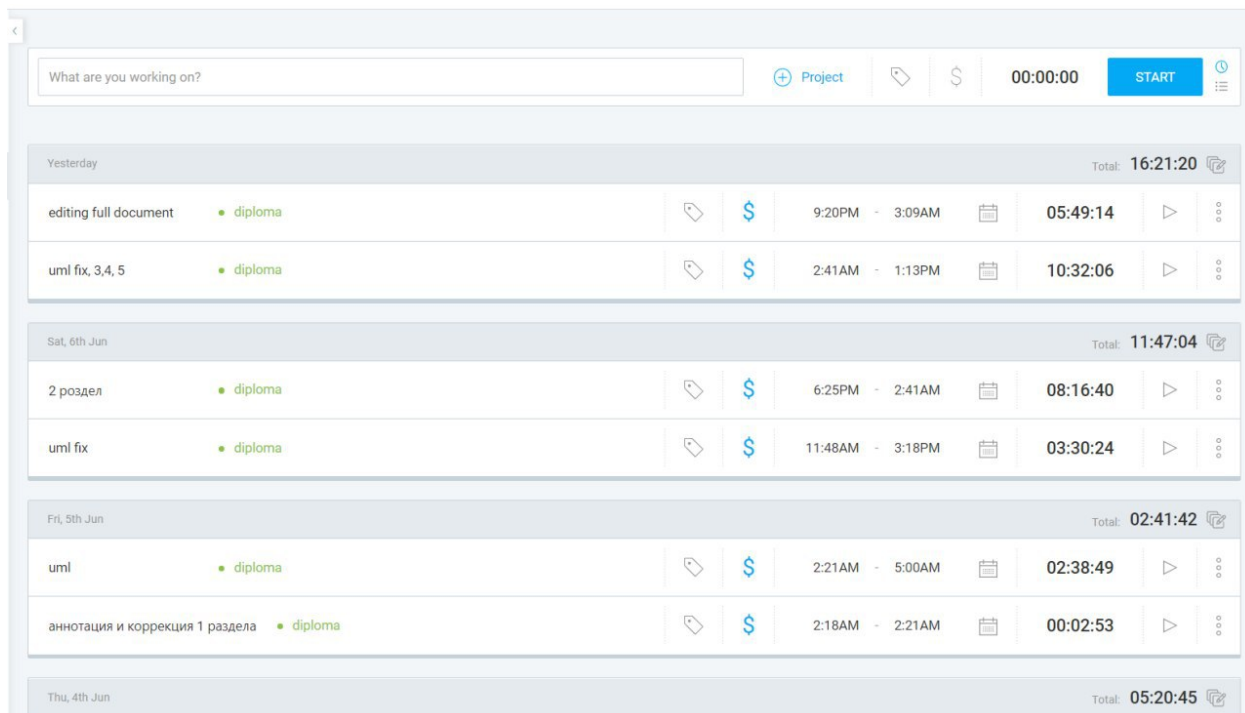 What are you working on? Project 00:00:00 START
Yesterday Total: 16:21:20
editing full document • diploma $ 9:20PM - 3:09AM 05:49:14
uml fix, 3,4, 5 • diploma $ 2:41AM - 1:13PM 10:32:06
Sat, 6th Jun Total: 11:47:04
2 роздел • diploma $ 6:25PM - 2:41AM 08:16:40
uml fix • diploma $ 11:48AM - 3:18PM 03:30:24
Fri, 5th Jun Total: 02:41:42
uml • diploma $ 2:21AM - 5:00AM 02:38:49
аннотация и коррекция 1 раздела • diploma $ 2:18AM - 2:21AM 00:02:53
Thu, 4th Jun Total: 05:20:45